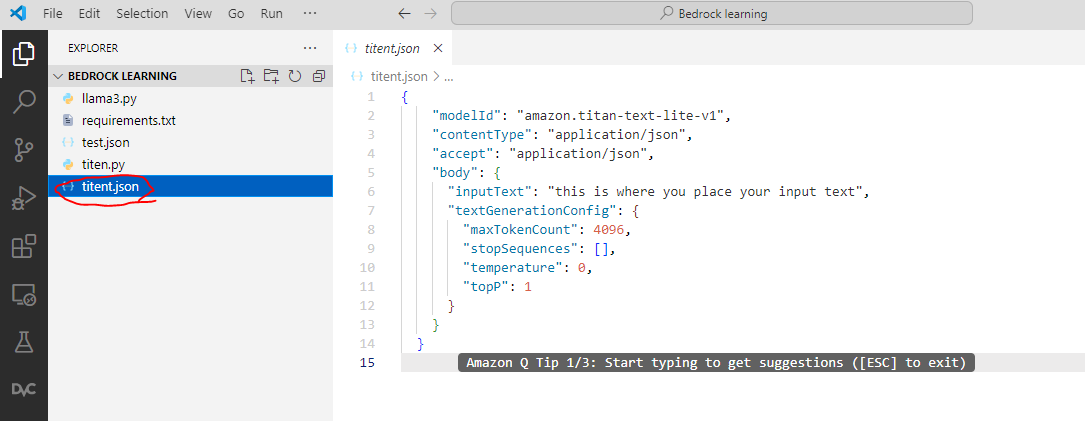 File Edit Selection View Go Run ···
Bedrock learning
EXPLORER ···
BEDROCK LEARNING
llama3.py
requirements.txt
test.json
titen.py
{ } titent.json
{ } titent.json ×
{ } titent.json > ...
1 {
2 "modelId": "amazon.titan-text-lite-v1",
3 "contentType": "application/json",
4 "accept": "application/json",
5 "body": {
6 "inputText": "this is where you place your input text",
7 "textGenerationConfig": {
8 "maxTokenCount": 4096,
9 "stopSequences": [],
10 "temperature": 0,
11 "topP": 1
12 }
13 }
14 }
15 Amazon Q Tip 1/3: Start typing to get suggestions ([ESC] to exit)
DVC